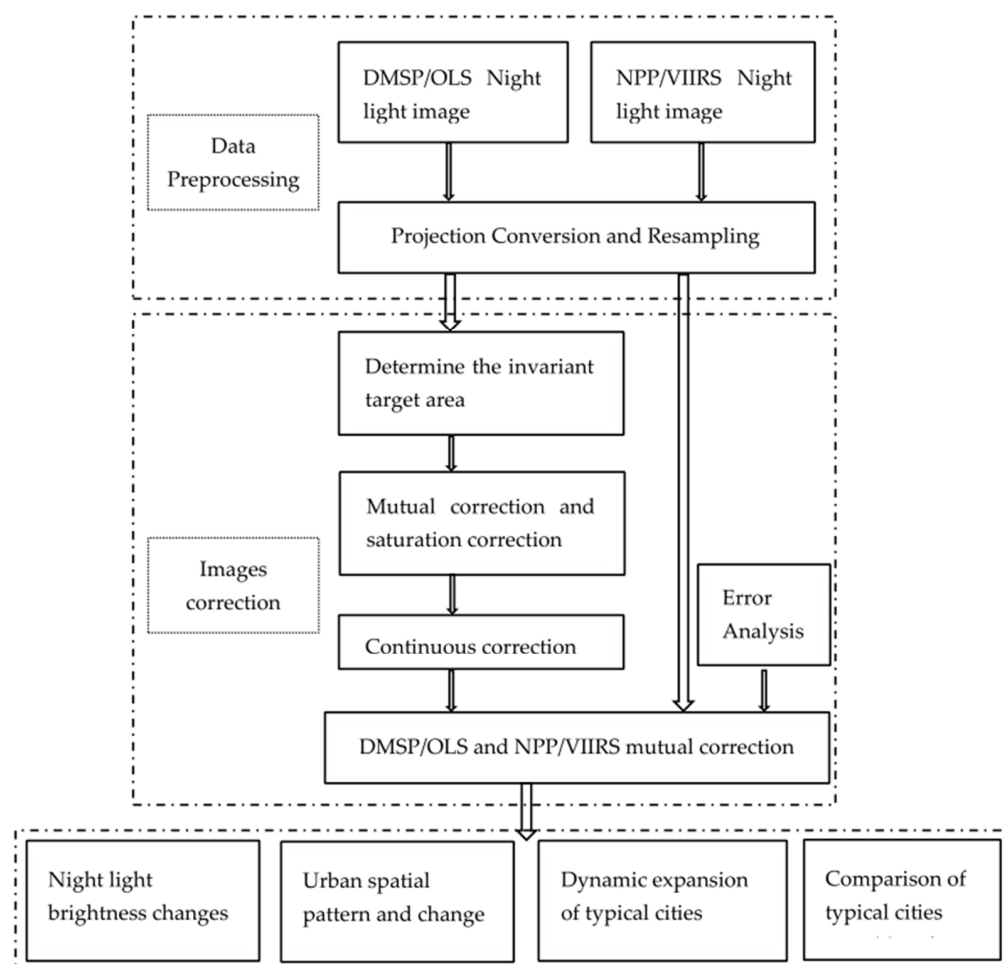 DMSP/OLS Night
light image
NPP/VIIRS Night
light image
Data
Preprocessing
Projection Conversion and Resampling
Determine the invariant
target area
Mutual correction and
saturation correction
Images
correction
Error
Analysis
Continuous correction
DMSP/OLS and NPP/VIIRS mutual correction
Night light
brightness changes
Urban spatial
pattern and change
Dynamic expansion
of typical cities
Comparison of
typical cities